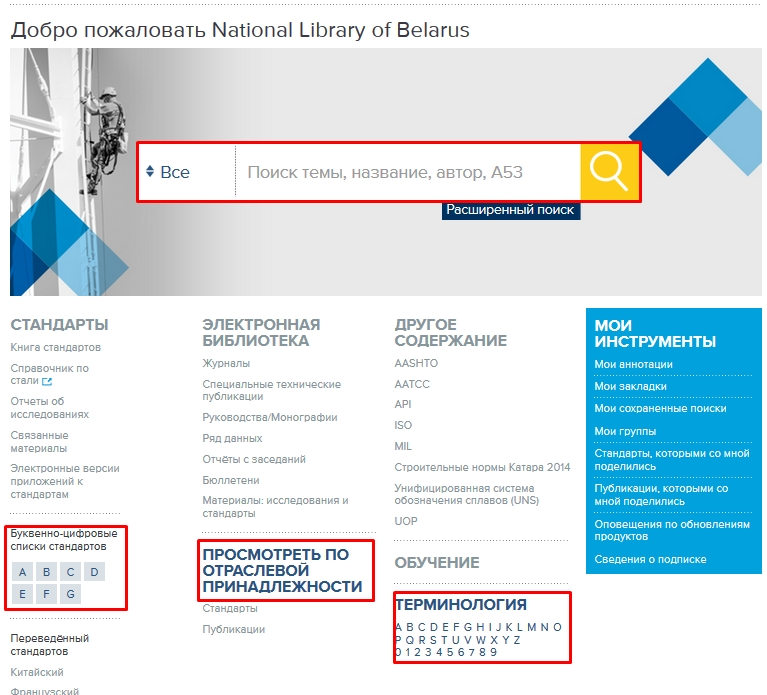 Добро пожаловать National Library of Belarus
Все
Поиск темы, название, автор, A53
Расширенный поиск
СТАНДАРТЫ
Книга стандартов
Справочник по
стали
Отчеты об
исследованиях
Связанные
материалы
Электронные версии
приложений к
стандартам
Буквенно-цифровые
списки стандартов
A B C D
E F G
Переведённый
стандартов
Китайский
Французский
ЭЛЕКТРОННАЯ
БИБЛИОТЕКА
Журналы
Специальные технические
публикации
Руководства/Монографии
Ряд данных
Отчёты с заседаний
Бюллетени
Материалы: исследования и
стандарты
ПРОСМОТРЕТЬ ПО
ОТРАСЛЕВОЙ
ПРИНАДЛЕЖНОСТИ
Стандарты
Публикации
ДРУГОЕ
СОДЕРЖАНИЕ
AASHTO
AATCC
API
ISO
MIL
Строительные нормы Катара 2014
Унифицированная система
обозначения сплавов (UNS)
UOP
ОБУЧЕНИЕ
ТЕРМИНОЛОГИЯ
A B C D E F G H I J K L M N O
P Q R S T U V W X Y Z
0 1 2 3 4 5 6 7 8 9
МОИ
ИНСТРУМЕНТЫ
Мои аннотации
Мои закладки
Мои сохраненные поиски
Мои группы
Стандарты, которыми со мной
поделились
Публикации, которыми со
мной поделились
Оповещения по обновлениям
продуктов
Сведения о подписке